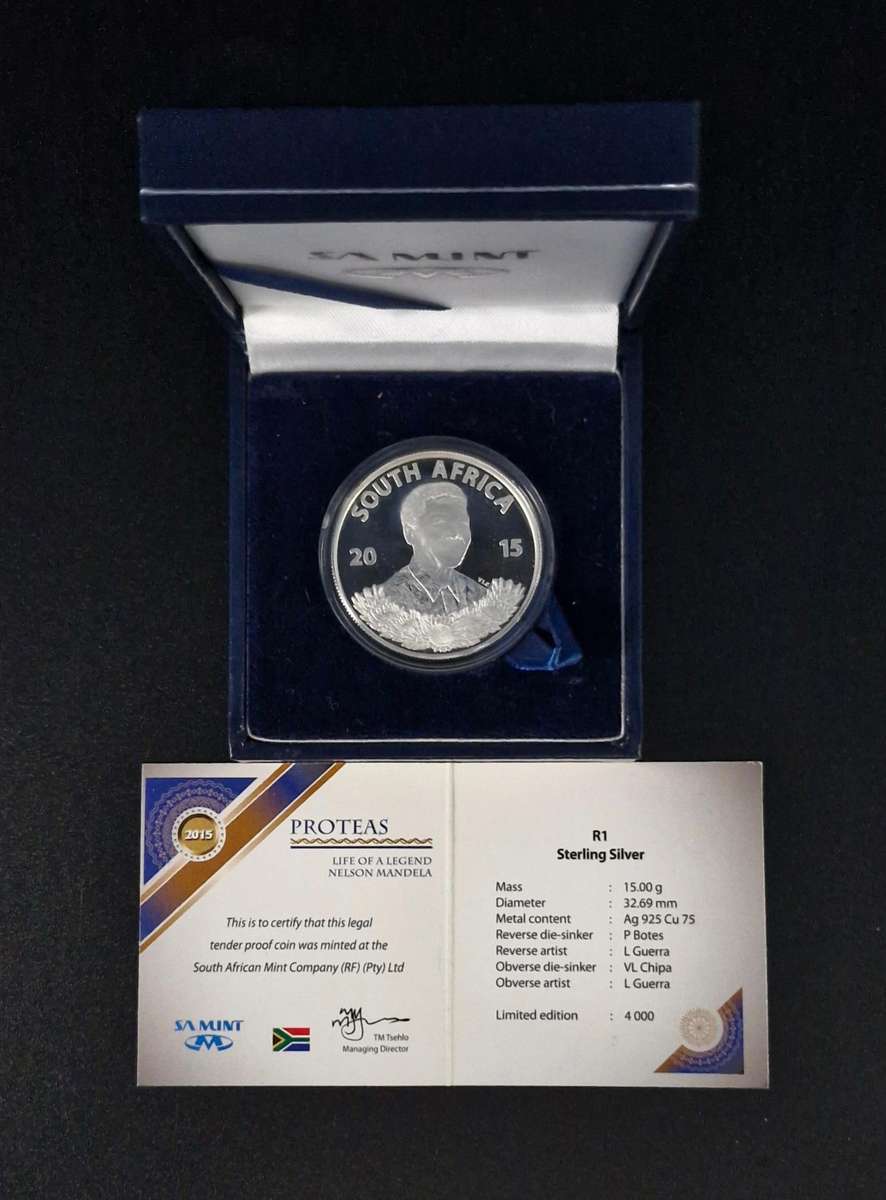 SA MINT
SOUTH AFRICA
20 15
VLC
2015
PROTEAS
LIFE OF A LEGEND
NELSON MANDELA
This is to certify that this legal
tender proof coin was minted at the
South African Mint Company (RF) (Pty) Ltd
SA MINT
TM Tsehlo
Managing Director
R1
Sterling Silver
Mass : 15.00 g
Diameter : 32.69 mm
Metal content : Ag 925 Cu 75
Reverse die-sinker : P Botes
Reverse artist : L Guerra
Obverse die-sinker : VL Chipa
Obverse artist : L Guerra
Limited edition : 4 000